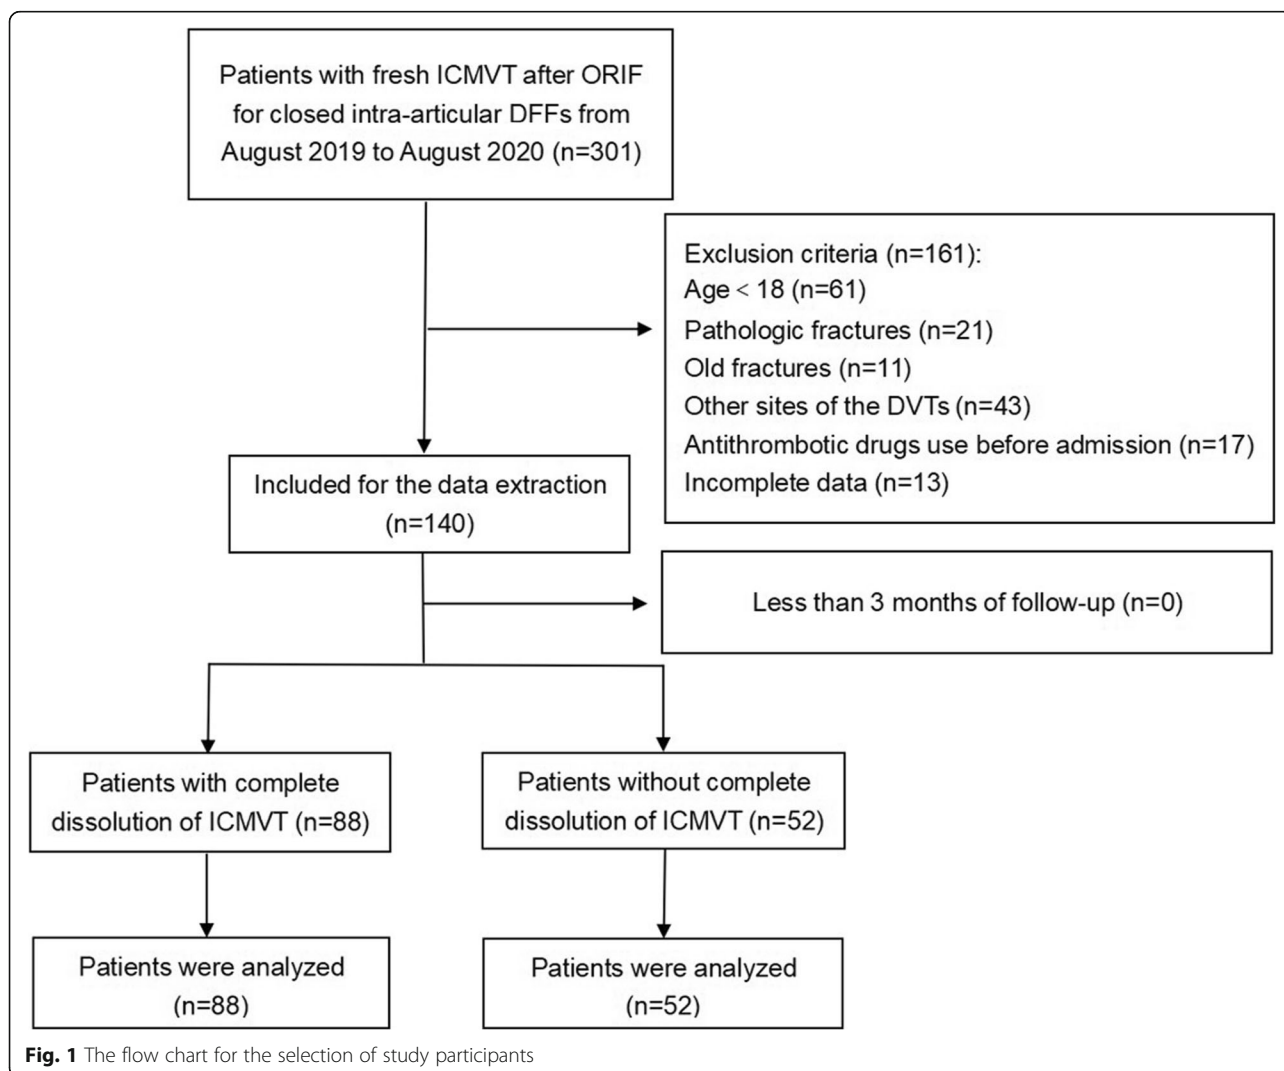 Patients with fresh ICMVT after ORIF
for closed intra-articular DFFs from
August 2019 to August 2020 (n=301)
Exclusion criteria (n=161):
Age < 18 (n=61)
Pathologic fractures (n=21)
Old fractures (n=11)
Other sites of the DVTs (n=43)
Antithrombotic drugs use before admission (n=17)
Incomplete data (n=13)
Included for the data extraction
(n=140)
Less than 3 months of follow-up (n=0)
Patients with complete
dissolution of ICMVT (n=88)
Patients without complete
dissolution of ICMVT (n=52)
Patients were analyzed
(n=88)
Patients were analyzed
(n=52)
Fig. 1 The flow chart for the selection of study participants